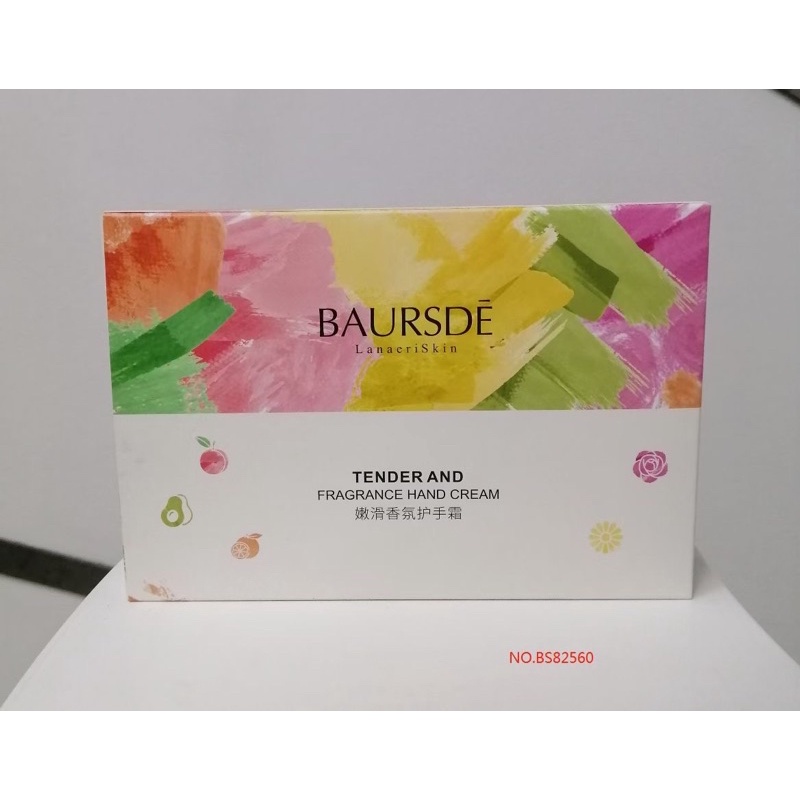 BAURSDĒ
LanaeriSkin
TENDER AND
FRAGRANCE HAND CREAM
嫩滑香氛护手霜
NO.BS82560